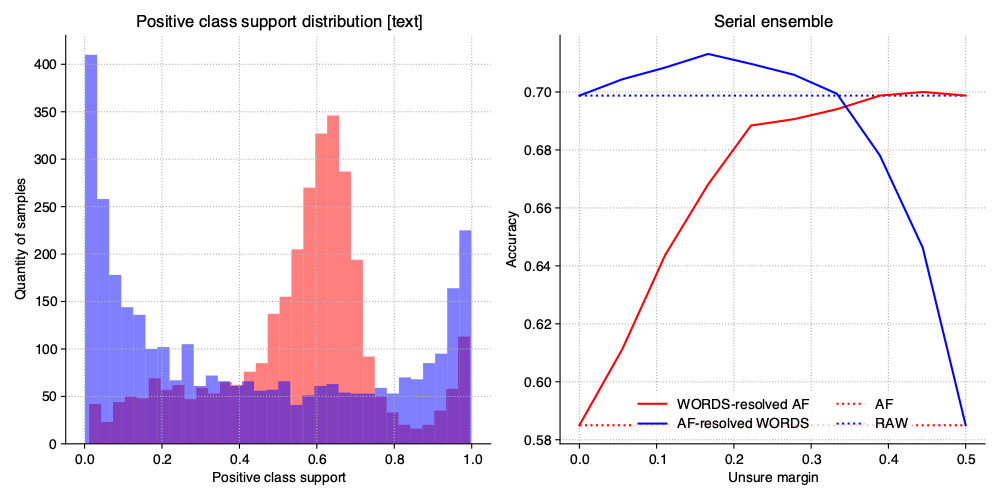 Positive class support distribution [text]
Quantity of samples
400
350
300
250
200
150
100
50
0
0.0 0.2 0.4 0.6 0.8 1.0
Positive class support
Serial ensemble
Accuracy
0.70
0.68
0.66
0.64
0.62
0.60
0.58
WORDS-resolved AF
AF-resolved WORDS
AF
RAW
0.0 0.1 0.2 0.3 0.4 0.5
Unsure margin